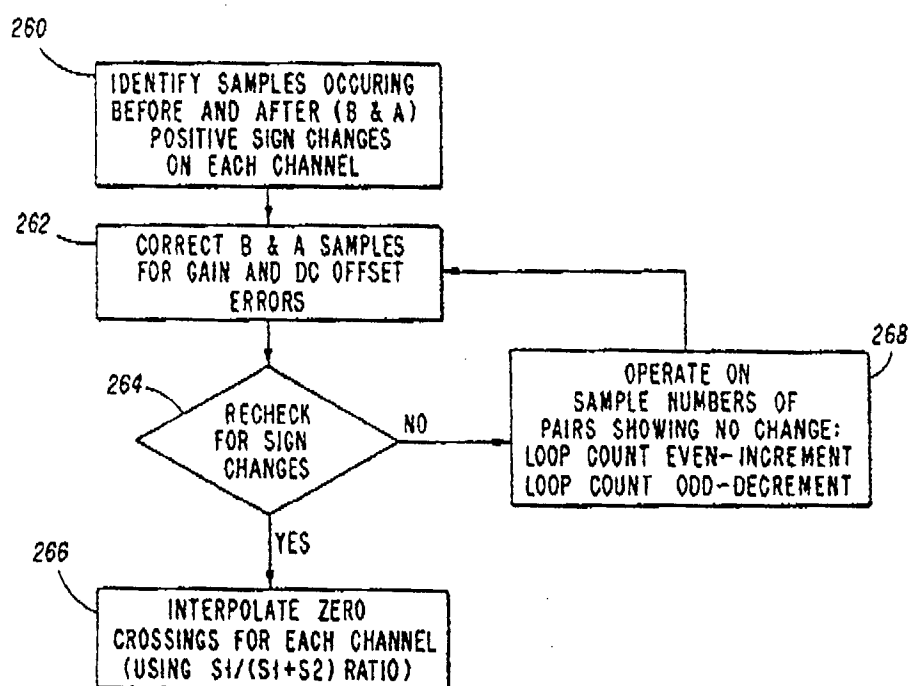 260
IDENTIFY SAMPLES OCCURING
BEFORE AND AFTER (B & A)
POSITIVE SIGN CHANGES
ON EACH CHANNEL
262
CORRECT B & A SAMPLES
FOR GAIN AND DC OFFSET
ERRORS
264
RECHECK
FOR SIGN
CHANGES
NO
268
OPERATE ON
SAMPLE NUMBERS OF
PAIRS SHOWING NO CHANGE:
LOOP COUNT EVEN-INCREMENT
LOOP COUNT ODD-DECREMENT
YES
266
INTERPOLATE ZERO
CROSSINGS FOR EACH CHANNEL
(USING S1/(S1+S2) RATIO)